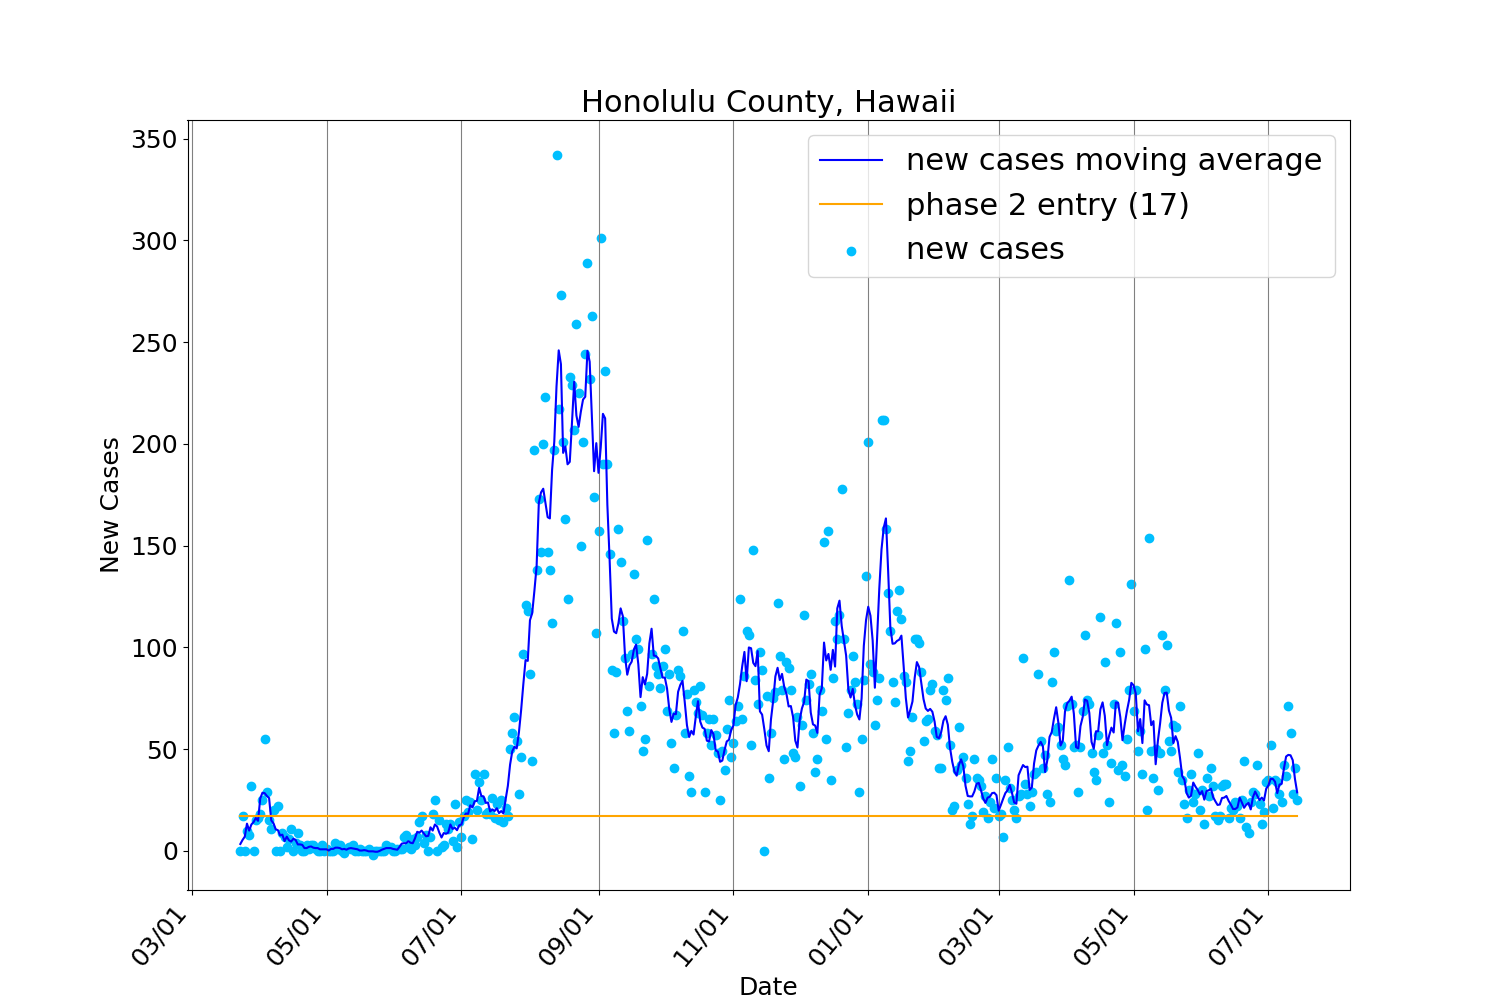 Honolulu County, Hawaii
350
300
250
200
150
100
50
0
New Cases
new cases moving average
phase 2 entry (17)
new cases
03/01
05/01
07/01
09/01
11/01
01/01
03/01
05/01
07/01
Date